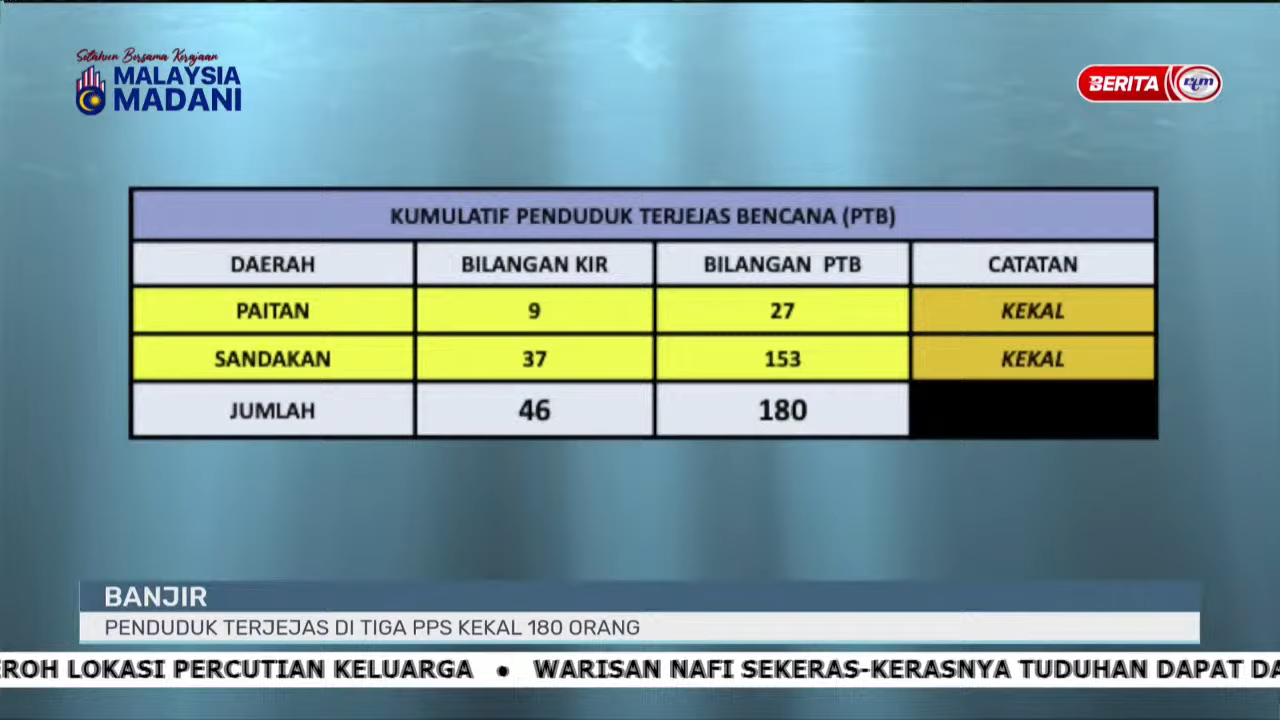 Setahun Bersama Kerajaan
MALAYSIA
MADANI
BERITA rtm
KUMULATIF PENDUDUK TERJEJAS BENCANA (PTB)
DAERAH BILANGAN KIR BILANGAN PTB CATATAN
PAITAN 9 27 KEKAL
SANDAKAN 37 153 KEKAL
JUMLAH 46 180
BANJIR
PENDUDUK TERJEJAS DI TIGA PPS KEKAL 180 ORANG
EROH LOKASI PERCUTIAN KELUARGA • WARISAN NAFI SEKERAS-KERASNYA TUDUHAN DAPAT DA